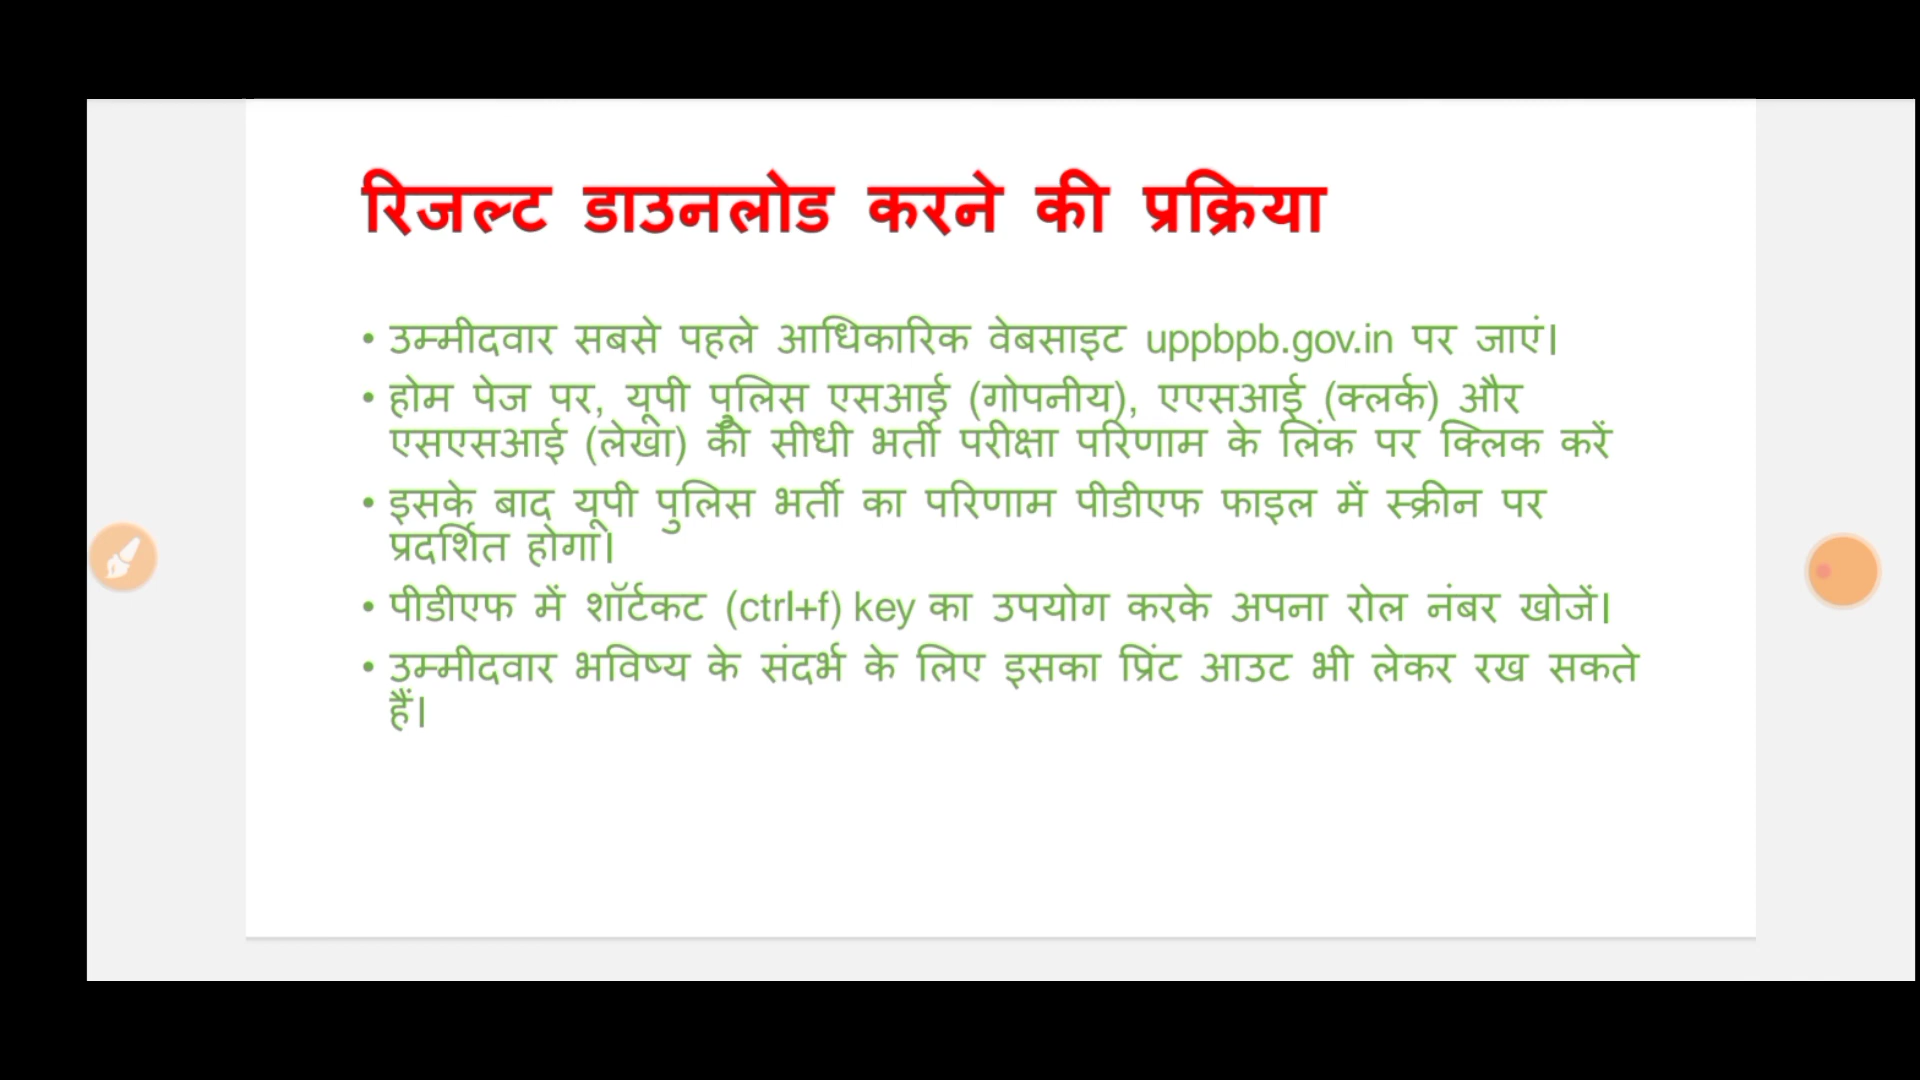 रिजल्ट डाउनलोड करने की प्रक्रिया
• उम्मीदवार सबसे पहले आधिकारिक वेबसाइट uppbpb.gov.in पर जाएं।
• होम पेज पर, यूपी पुलिस एसआई (गोपनीय), एएसआई (क्लर्क) और
एसएसआई (लेखा) की सीधी भर्ती परीक्षा परिणाम के लिंक पर क्लिक करें
• इसके बाद यूपी पुलिस भर्ती का परिणाम पीडीएफ फाइल में स्क्रीन पर
प्रदर्शित होगा।
• पीडीएफ में शॉर्टकट (ctrl+f) key का उपयोग करके अपना रोल नंबर खोजें।
• उम्मीदवार भविष्य के संदर्भ के लिए इसका प्रिंट आउट भी लेकर रख सकते
हैं।